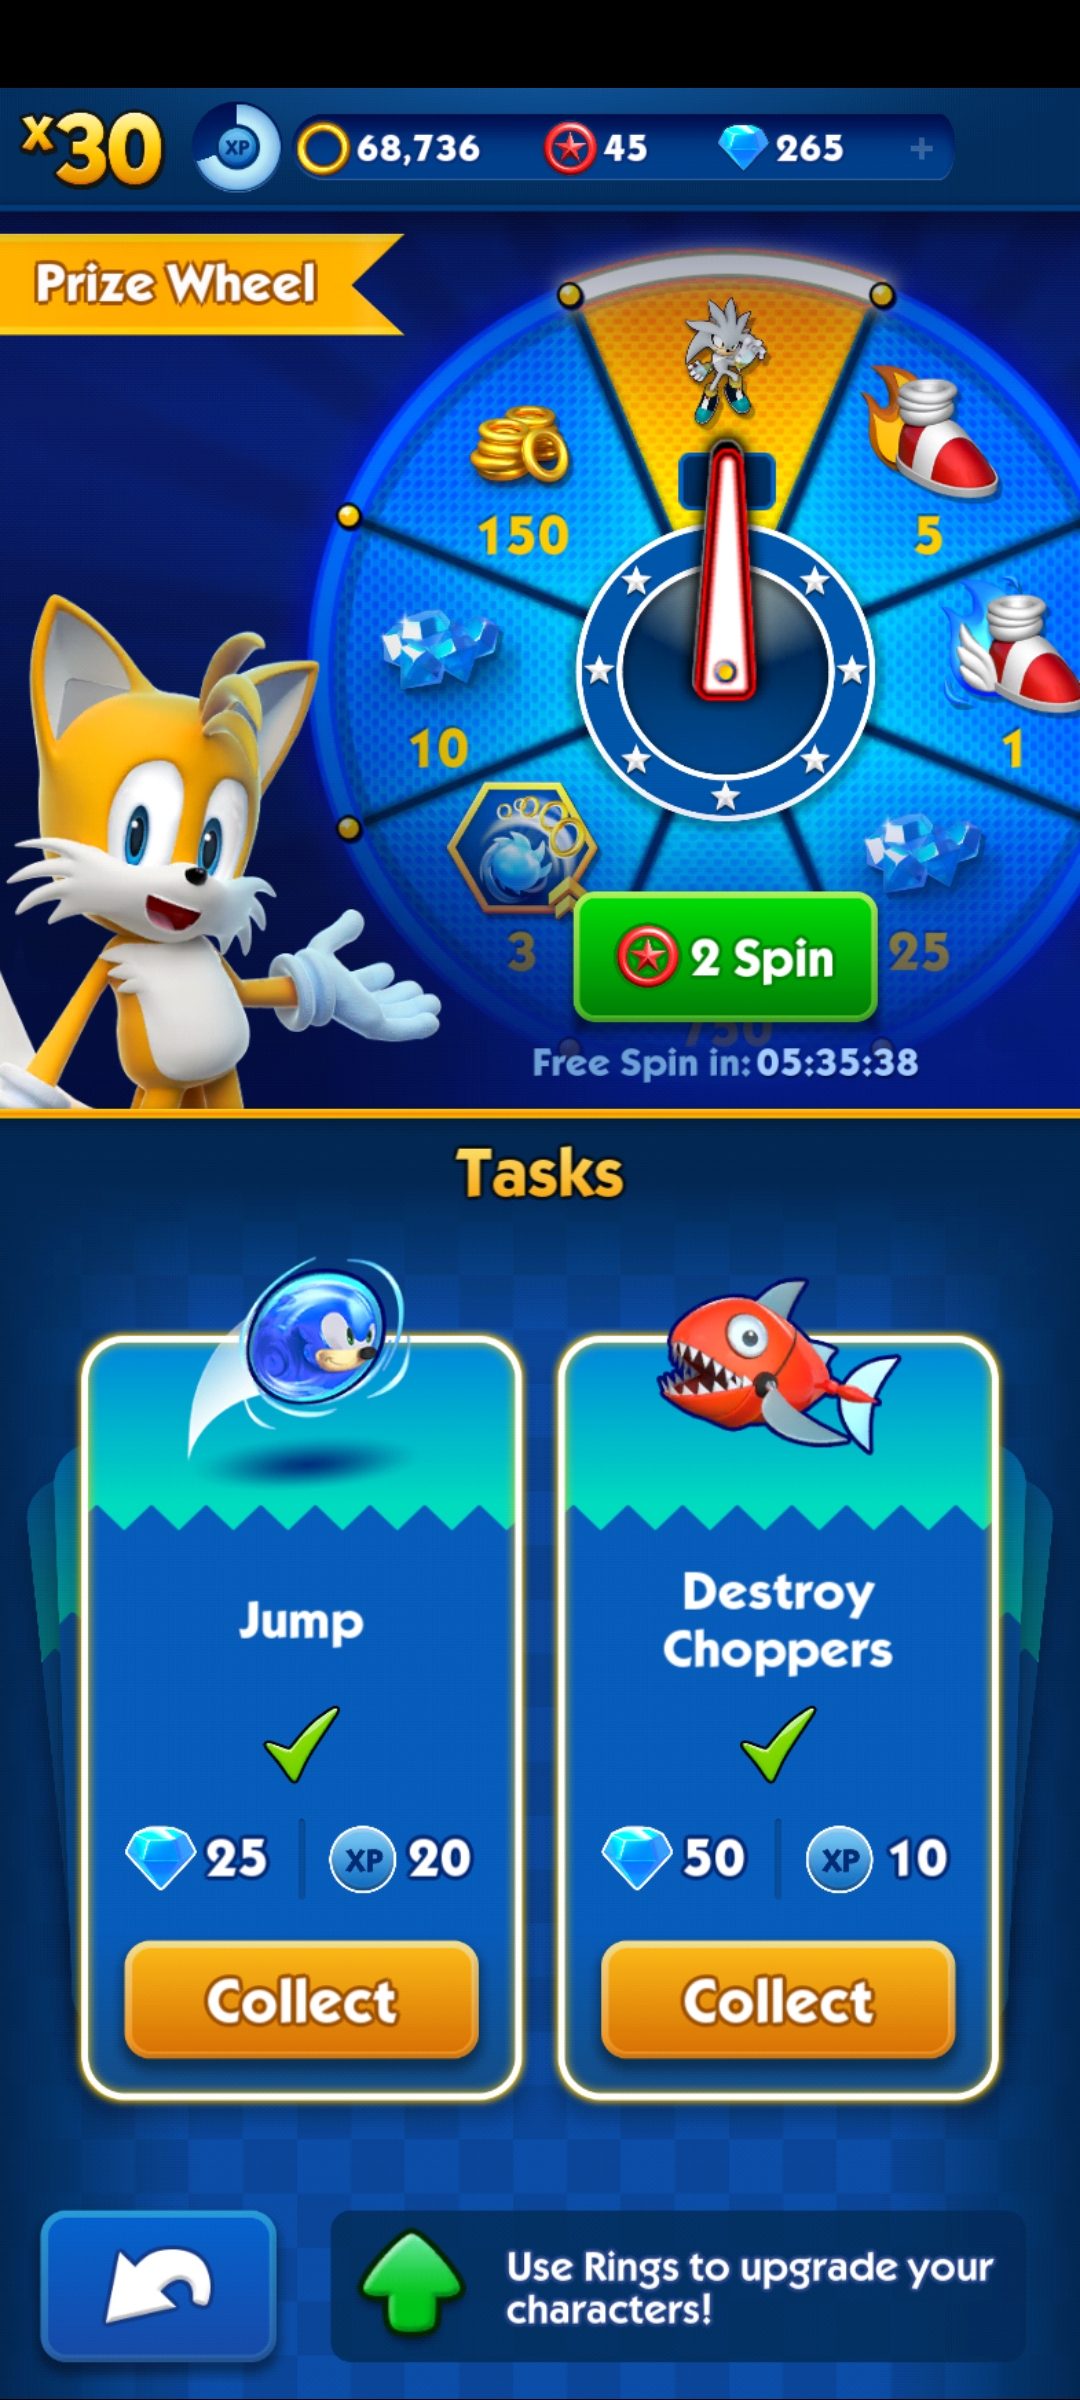 x30
XP
68,736
45
265
+
Prize Wheel
150
5
10
1
3
25
2 Spin
750
Free Spin in: 05:35:38
Tasks
Jump
Destroy
Choppers
25
XP
20
50
XP
10
Collect
Collect
Use Rings to upgrade your
characters!